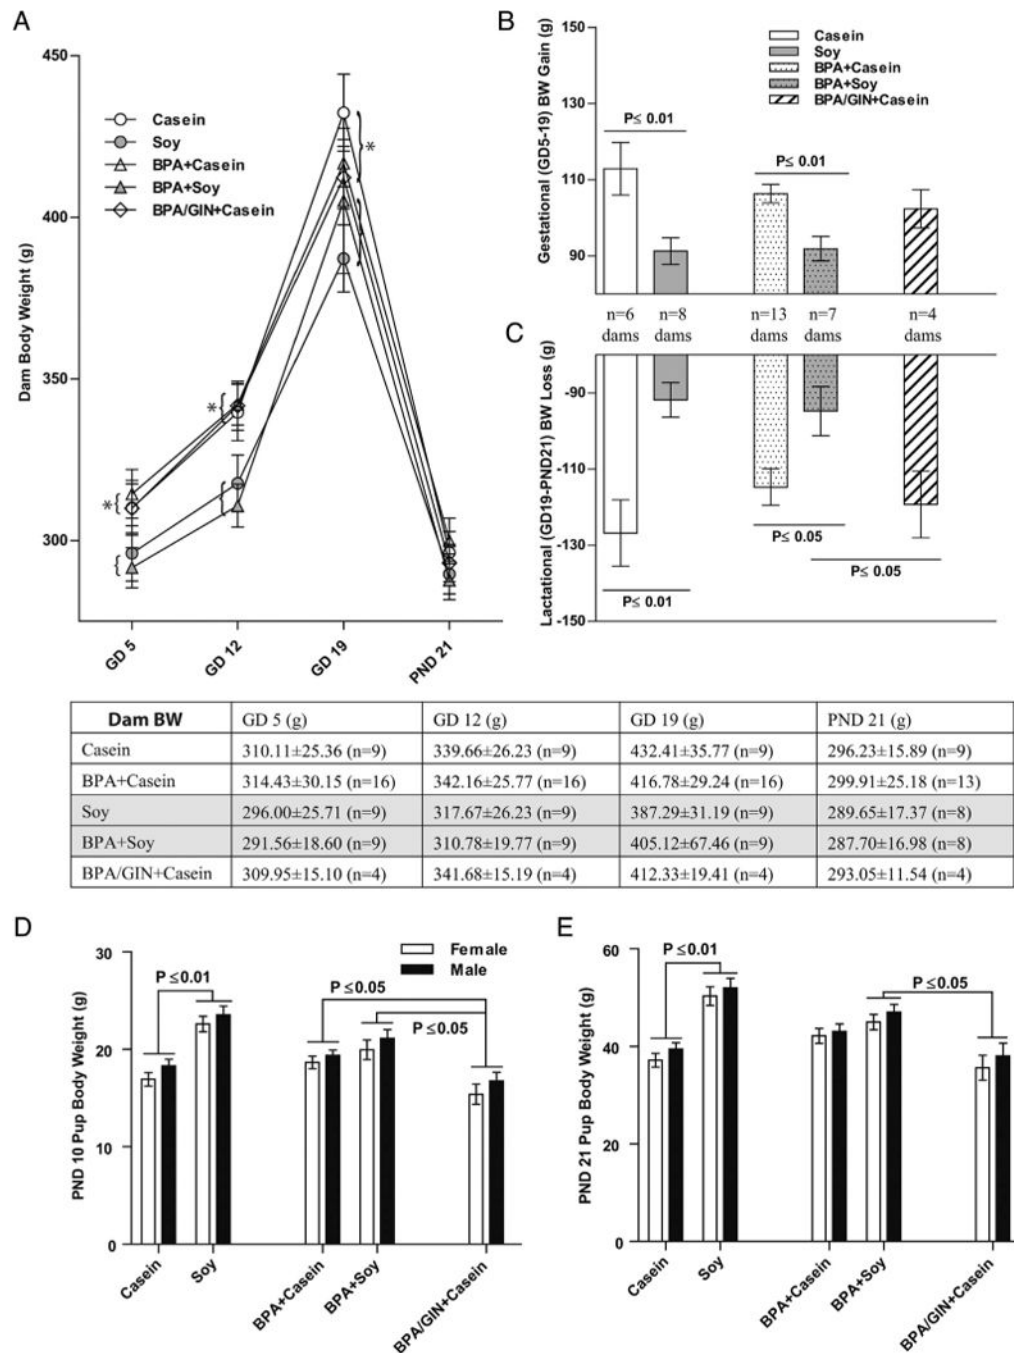 A
Dam Body Weight (g)
450
400
350
300
Casein
Soy
BPA+Casein
BPA+Soy
BPA/GIN+Casein
*
*
*
GD 5
GD 12
GD 19
PND 21
B
Gestational (GD5-19) BW Gain (g)
150
130
110
90
Casein
Soy
BPA+Casein
BPA+Soy
BPA/GIN+Casein
P≤ 0.01
P≤ 0.01
n=6 dams
n=8 dams
n=13 dams
n=7 dams
n=4 dams
C
Lactational (GD19-PND21) BW Loss (g)
-90
-110
-130
-150
P≤ 0.01
P≤ 0.05
P≤ 0.05
Dam BW GD 5 (g) GD 12 (g) GD 19 (g) PND 21 (g)
Casein 310.11±25.36 (n=9) 339.66±26.23 (n=9) 432.41±35.77 (n=9) 296.23±15.89 (n=9)
BPA+Casein 314.43±30.15 (n=16) 342.16±25.77 (n=16) 416.78±29.24 (n=16) 299.91±25.18 (n=13)
Soy 296.00±25.71 (n=9) 317.67±26.23 (n=9) 387.29±31.19 (n=9) 289.65±17.37 (n=8)
BPA+Soy 291.56±18.60 (n=9) 310.78±19.77 (n=9) 405.12±67.46 (n=9) 287.70±16.98 (n=8)
BPA/GIN+Casein 309.95±15.10 (n=4) 341.68±15.19 (n=4) 412.33±19.41 (n=4) 293.05±11.54 (n=4)
D
PND 10 Pup Body Weight (g)
30
20
10
0
Female
Male
P ≤0.01
P ≤0.05
P ≤0.05
Casein
Soy
BPA+Casein
BPA+Soy
BPA/GIN+Casein
E
PND 21 Pup Body Weight (g)
60
40
20
0
P ≤0.01
P ≤0.05
Casein
Soy
BPA+Casein
BPA+Soy
BPA/GIN+Casein